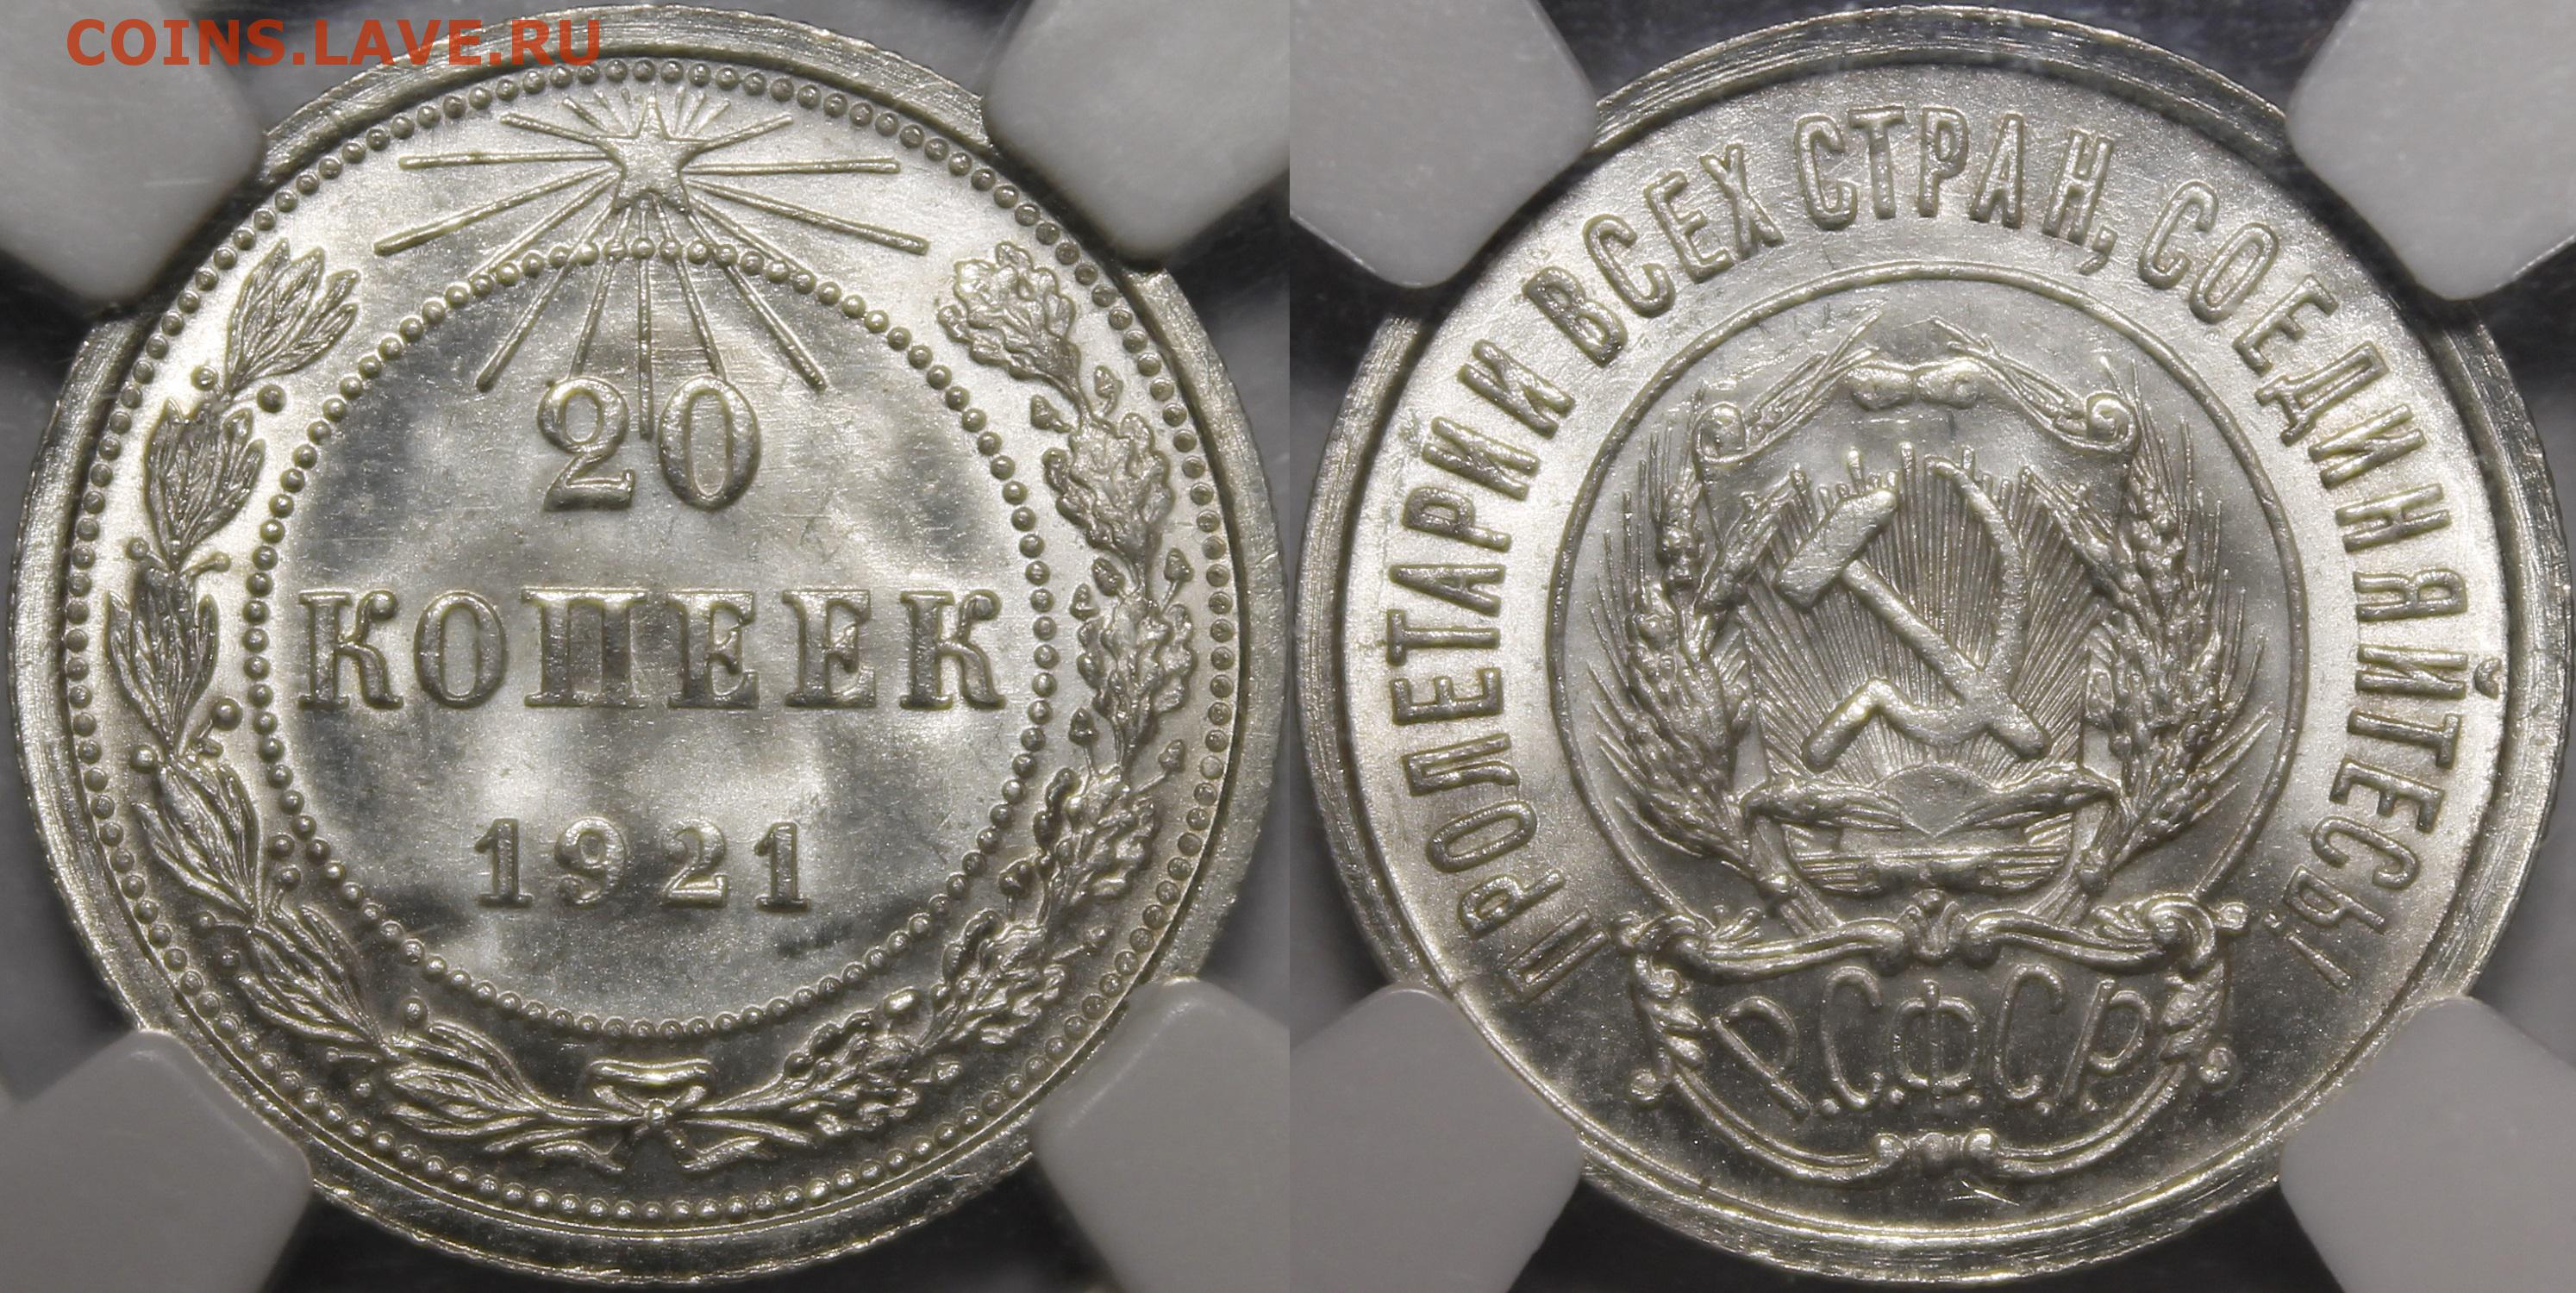 COINS.LAVE.RU
20
КОПЕЕК
1921
ПРОЛЕТАРИИ ВСЕХ СТРАН, СОЕДИНЯЙТЕСЬ!
Р.С.Ф.С.Р.